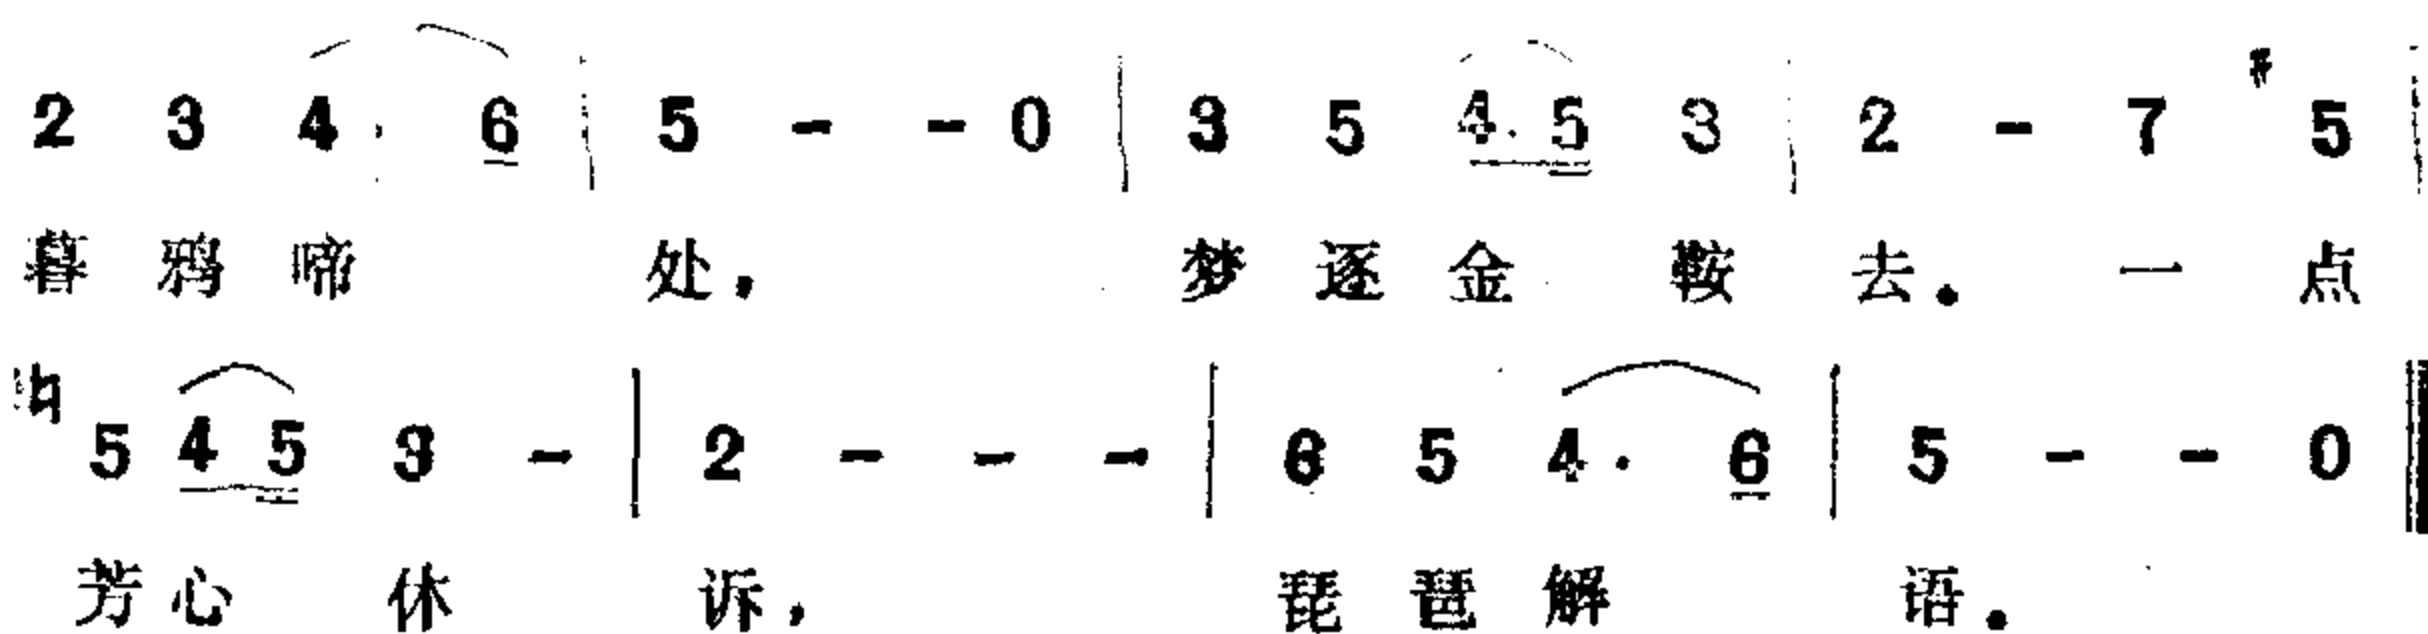 2 3 4 · 6 | 5 - - 0 | 3 5 4 · 5 3 | 2 - 7 #5 |
暮 鸦 啼 处， 梦 逐 金 鞍 去。 一 点
♮5 4 5 3 - | 2 - - - | 6 5 4 · 6 | 5 - - 0 ‖
芳 心 休 诉， 琵 琶 解 语。